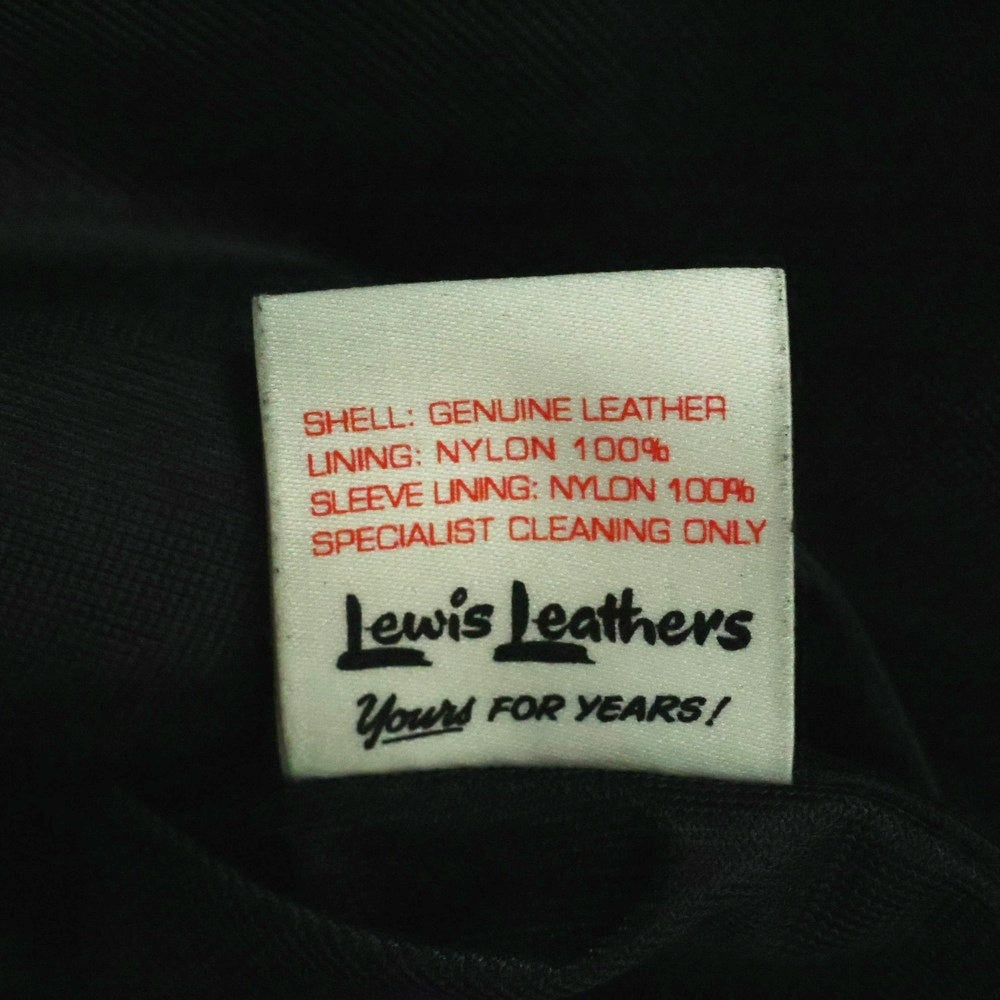 SHELL: GENUINE LEATHER
LINING: NYLON 100%
SLEEVE LINING: NYLON 100%
SPECIALIST CLEANING ONLY
Lewis Leathers
Yours FOR YEARS!